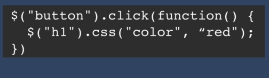 $("button").click(function() {
$("h1").css("color", “red");
})